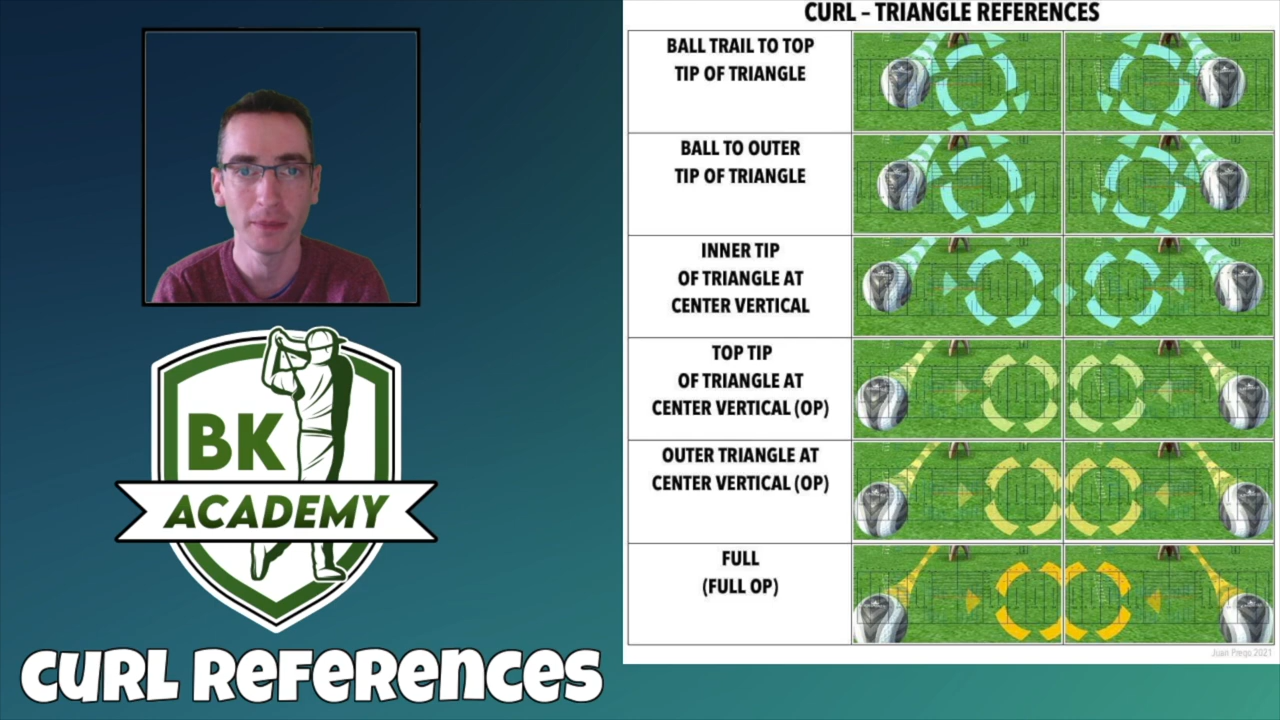 BK
ACADEMY
CURL REFERENCES
CURL – TRIANGLE REFERENCES
BALL TRAIL TO TOP
TIP OF TRIANGLE
BALL TO OUTER
TIP OF TRIANGLE
INNER TIP
OF TRIANGLE AT
CENTER VERTICAL
TOP TIP
OF TRIANGLE AT
CENTER VERTICAL (OP)
OUTER TRIANGLE AT
CENTER VERTICAL (OP)
FULL
(FULL OP)
Juan Prego 2021